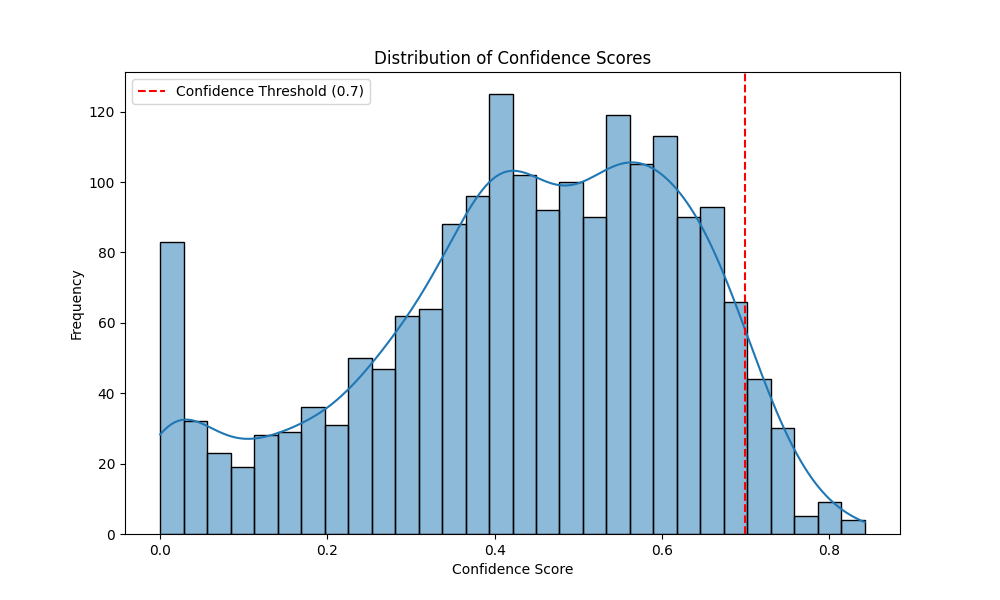 Distribution of Confidence Scores
Confidence Threshold (0.7)
120
100
80
60
40
20
0
Frequency
0.0 0.2 0.4 0.6 0.8
Confidence Score